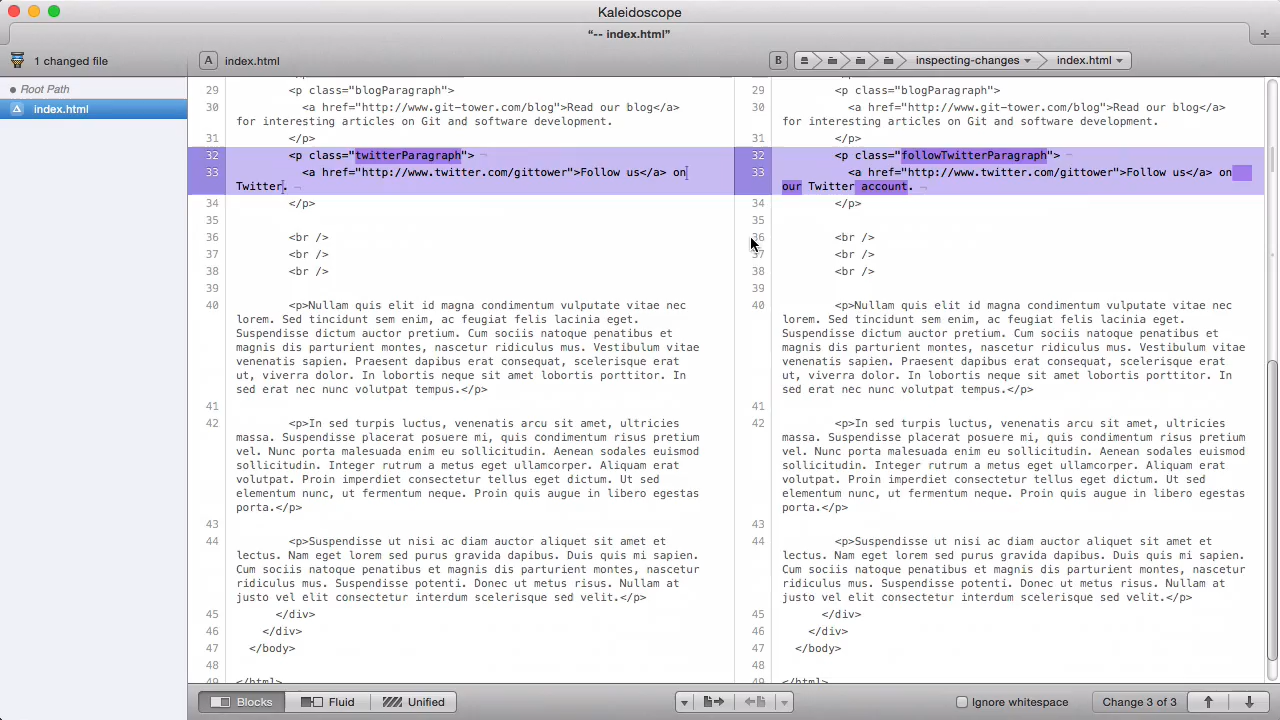 Kaleidoscope
“-- index.html”
1 changed file
A index.html
B inspecting-changes index.html
Root Path
index.html
29 <p class="blogParagraph">
30 <a href="http://www.git-tower.com/blog">Read our blog</a>
for interesting articles on Git and software development.
31 </p>
32 <p class="twitterParagraph"> ¬
33 <a href="http://www.twitter.com/gittower">Follow us</a> on
Twitter. ¬
34 </p>
35
36 <br />
37 <br />
38 <br />
39
40 <p>Nullam quis elit id magna condimentum vulputate vitae nec
lorem. Sed tincidunt sem enim, ac feugiat felis lacinia eget.
Suspendisse dictum auctor pretium. Cum sociis natoque penatibus et
magnis dis parturient montes, nascetur ridiculus mus. Vestibulum vitae
venenatis sapien. Praesent dapibus erat consequat, scelerisque erat
ut, viverra dolor. In lobortis neque sit amet lobortis porttitor. In
sed erat nec nunc volutpat tempus.</p>
41
42 <p>In sed turpis luctus, venenatis arcu sit amet, ultricies
massa. Suspendisse placerat posuere mi, quis condimentum risus pretium
vel. Nunc porta malesuada enim eu sollicitudin. Aenean sodales euismod
sollicitudin. Integer rutrum a metus eget ullamcorper. Aliquam erat
volutpat. Proin imperdiet consectetur tellus eget dictum. Ut sed
elementum nunc, ut fermentum neque. Proin quis augue in libero egestas
porta.</p>
43
44 <p>Suspendisse ut nisi ac diam auctor aliquet sit amet et
lectus. Nam eget lorem sed purus gravida dapibus. Duis quis mi sapien.
Cum sociis natoque penatibus et magnis dis parturient montes, nascetur
ridiculus mus. Suspendisse potenti. Donec ut metus risus. Nullam at
justo vel elit consectetur interdum scelerisque sed velit.</p>
45 </div>
46 </div>
47 </body>
48
49 </html>
29 <p class="blogParagraph">
30 <a href="http://www.git-tower.com/blog">Read our blog</a>
for interesting articles on Git and software development.
31 </p>
32 <p class="followTwitterParagraph"> ¬
33 <a href="http://www.twitter.com/gittower">Follow us</a> on
our Twitter account. ¬
34 </p>
35
36 <br />
37 <br />
38 <br />
39
40 <p>Nullam quis elit id magna condimentum vulputate vitae nec
lorem. Sed tincidunt sem enim, ac feugiat felis lacinia eget.
Suspendisse dictum auctor pretium. Cum sociis natoque penatibus et
magnis dis parturient montes, nascetur ridiculus mus. Vestibulum vitae
venenatis sapien. Praesent dapibus erat consequat, scelerisque erat
ut, viverra dolor. In lobortis neque sit amet lobortis porttitor. In
sed erat nec nunc volutpat tempus.</p>
41
42 <p>In sed turpis luctus, venenatis arcu sit amet, ultricies
massa. Suspendisse placerat posuere mi, quis condimentum risus pretium
vel. Nunc porta malesuada enim eu sollicitudin. Aenean sodales euismod
sollicitudin. Integer rutrum a metus eget ullamcorper. Aliquam erat
volutpat. Proin imperdiet consectetur tellus eget dictum. Ut sed
elementum nunc, ut fermentum neque. Proin quis augue in libero egestas
porta.</p>
43
44 <p>Suspendisse ut nisi ac diam auctor aliquet sit amet et
lectus. Nam eget lorem sed purus gravida dapibus. Duis quis mi sapien.
Cum sociis natoque penatibus et magnis dis parturient montes, nascetur
ridiculus mus. Suspendisse potenti. Donec ut metus risus. Nullam at
justo vel elit consectetur interdum scelerisque sed velit.</p>
45 </div>
46 </div>
47 </body>
48
49 </html>
Blocks Fluid Unified Ignore whitespace Change 3 of 3